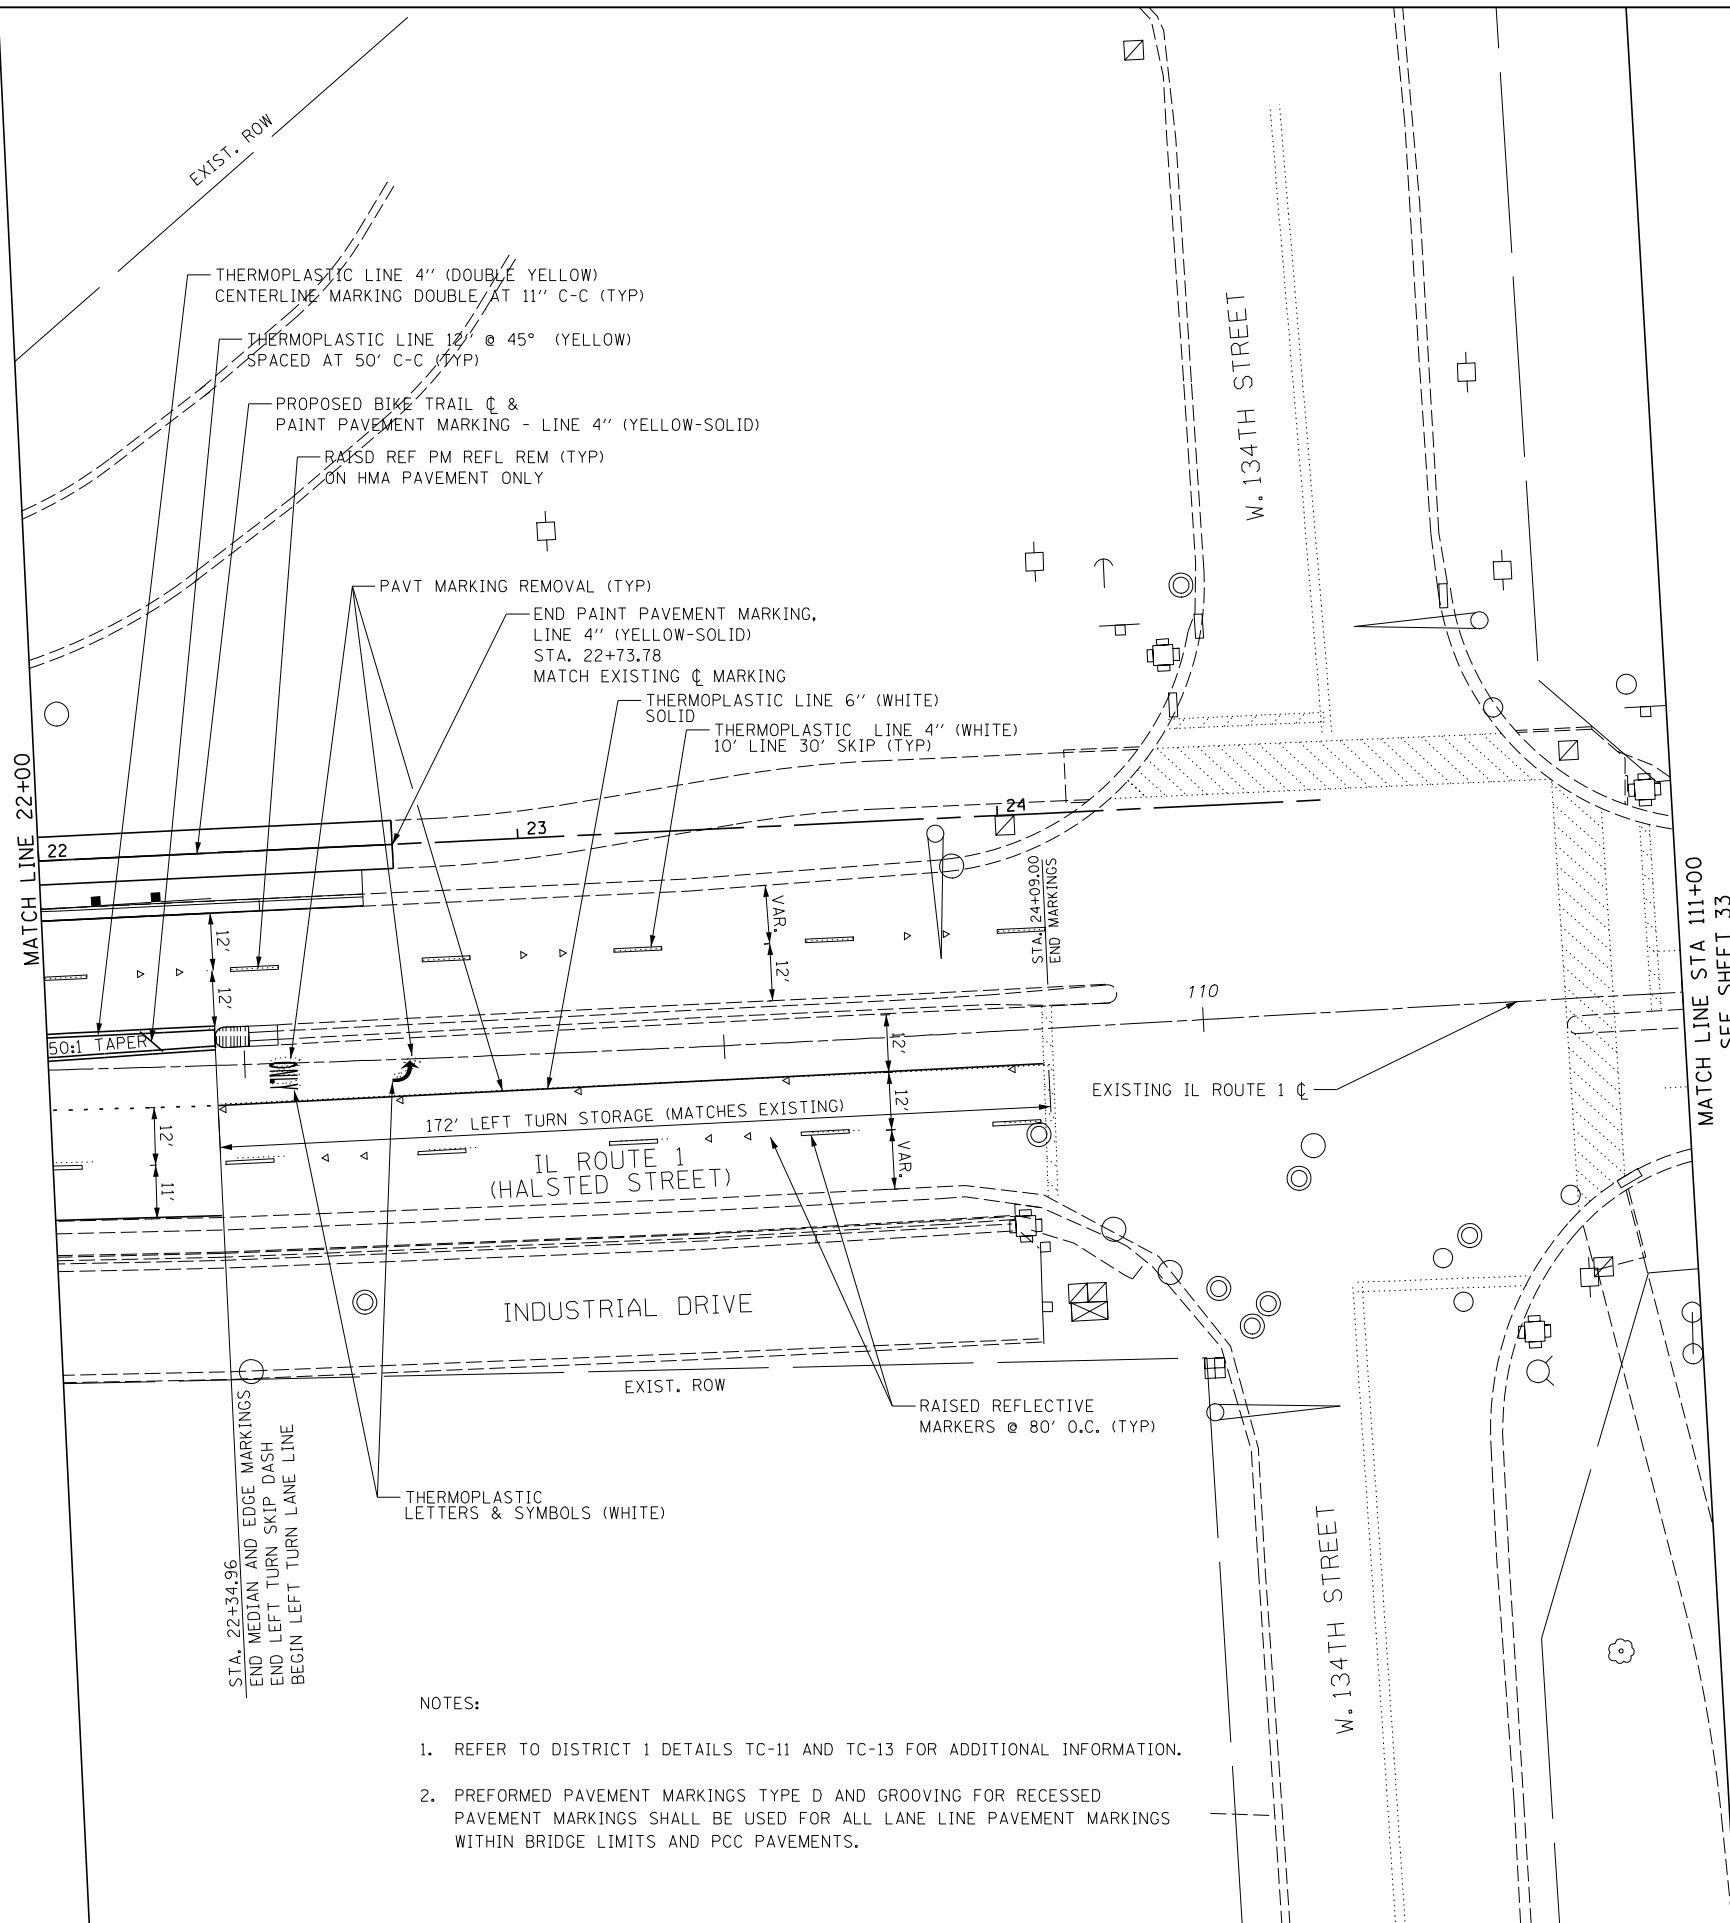 EXIST. ROW
THERMOPLASTIC LINE 4'' (DOUBLE YELLOW)
CENTERLINE MARKING DOUBLE AT 11'' C-C (TYP)
THERMOPLASTIC LINE 12'' @ 45° (YELLOW)
SPACED AT 50' C-C (TYP)
PROPOSED BIKE TRAIL ℄ &
PAINT PAVEMENT MARKING - LINE 4'' (YELLOW-SOLID)
RAISD REF PM REFL REM (TYP)
ON HMA PAVEMENT ONLY
W. 134TH STREET
PAVT MARKING REMOVAL (TYP)
END PAINT PAVEMENT MARKING,
LINE 4'' (YELLOW-SOLID)
STA. 22+73.78
MATCH EXISTING ℄ MARKING
THERMOPLASTIC LINE 6'' (WHITE)
SOLID
THERMOPLASTIC LINE 4'' (WHITE)
10' LINE 30' SKIP (TYP)
MATCH LINE 22+00
22
23
24
STA. 24+09.00
END MARKINGS
VAR.
12'
12'
12'
110
MATCH LINE STA 111+00
SEE SHEET 33
50:1 TAPER
12'
12'
VAR.
EXISTING IL ROUTE 1 ℄
172' LEFT TURN STORAGE (MATCHES EXISTING)
12'
11'
IL ROUTE 1
(HALSTED STREET)
INDUSTRIAL DRIVE
EXIST. ROW
RAISED REFLECTIVE
MARKERS @ 80' O.C. (TYP)
THERMOPLASTIC
LETTERS & SYMBOLS (WHITE)
STA. 22+34.96
END MEDIAN AND EDGE MARKINGS
END LEFT TURN SKIP DASH
BEGIN LEFT TURN LANE LINE
W. 134TH STREET
NOTES:
1. REFER TO DISTRICT 1 DETAILS TC-11 AND TC-13 FOR ADDITIONAL INFORMATION.
2. PREFORMED PAVEMENT MARKINGS TYPE D AND GROOVING FOR RECESSED
PAVEMENT MARKINGS SHALL BE USED FOR ALL LANE LINE PAVEMENT MARKINGS
WITHIN BRIDGE LIMITS AND PCC PAVEMENTS.